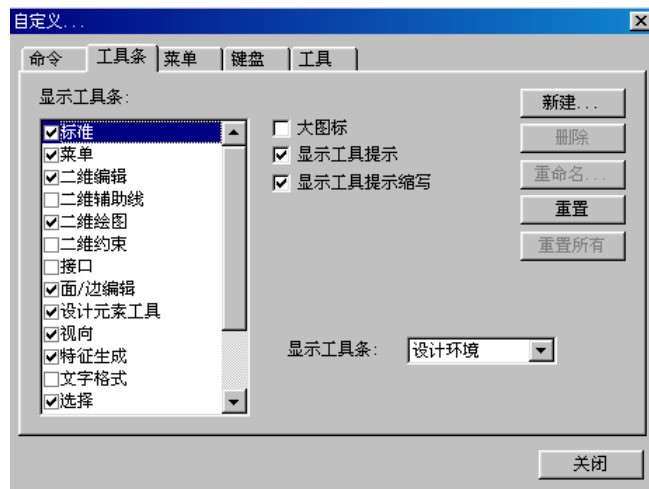 自定义...
命令 工具条 菜单 键盘 工具
显示工具条:
标准
菜单
二维编辑
二维辅助线
二维绘图
二维约束
接口
面/边编辑
设计元素工具
视向
特征生成
文字格式
选择
大图标
显示工具提示
显示工具提示缩写
新建...
删除
重命名...
重置
重置所有
显示工具条: 设计环境
关闭